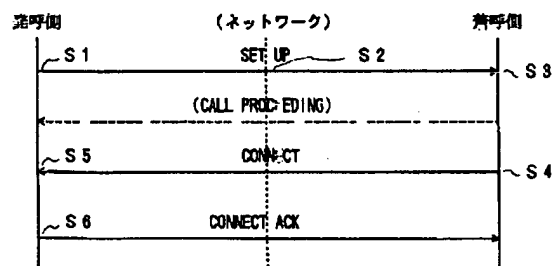 発呼側 (ネットワーク) 着呼側
S1 SET UP S2
S3
(CALL PROCEDING)
S5 CONNECT S4
S6 CONNECT ACK